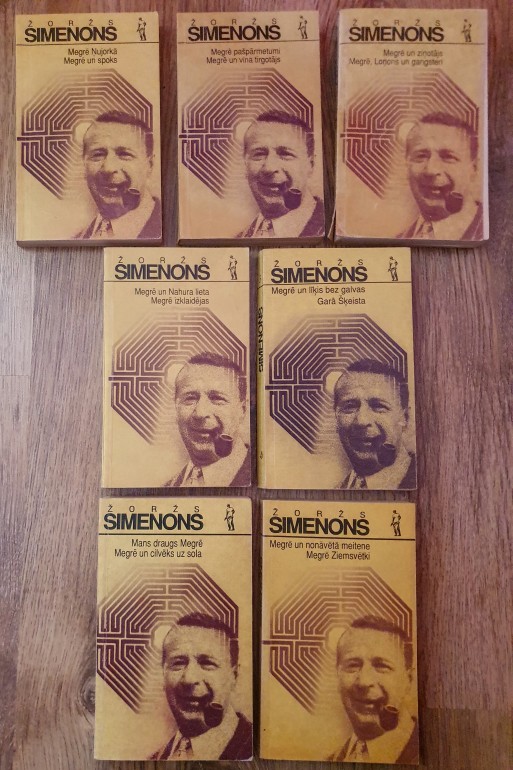 ŽORŽS
SIMENONS
Megrē Nujorkā
Megrē un spoks
ŽORŽS
SIMENONS
Megrē pašpārmetumi
Megrē un vīna tirgotājs
ŽORŽS
SIMENONS
Megrē un ziņotājs
Megrē, Loņons un gangsteri
ŽORŽS
SIMENONS
Megrē un Nahura lieta
Megrē izklaidējas
ŽORŽS
SIMENONS
Megrē un līķis bez galvas
Garā Šķeista
SIMENONS
ŽORŽS
SIMENONS
Mans draugs Megrē
Megrē un cilvēks uz sola
ŽORŽS
SIMENONS
Megrē un nonāvētā meitene
Megrē Ziemsvētki